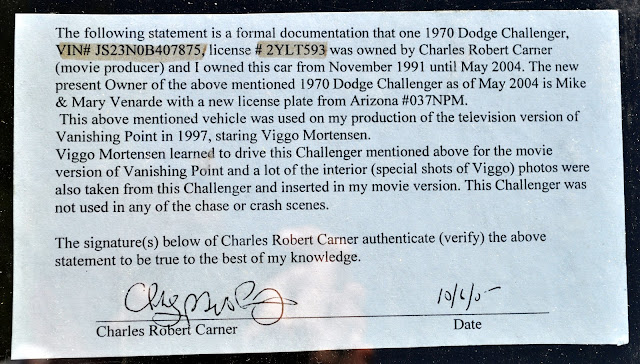 The following statement is a formal documentation that one 1970 Dodge Challenger,
VIN# JS23N0B407875, license # 2YLT593 was owned by Charles Robert Carner
(movie producer) and I owned this car from November 1991 until May 2004. The new
present Owner of the above mentioned 1970 Dodge Challenger as of May 2004 is Mike
& Mary Venarde with a new license plate from Arizona #037NPM.
This above mentioned vehicle was used on my production of the television version of
Vanishing Point in 1997, staring Viggo Mortensen.
Viggo Mortensen learned to drive this Challenger mentioned above for the movie
version of Vanishing Point and a lot of the interior (special shots of Viggo) photos were
also taken from this Challenger and inserted in my movie version. This Challenger was
not used in any of the chase or crash scenes.
The signature(s) below of Charles Robert Carner authenticate (verify) the above
statement to be true to the best of my knowledge.
Charles Robert Carner Date